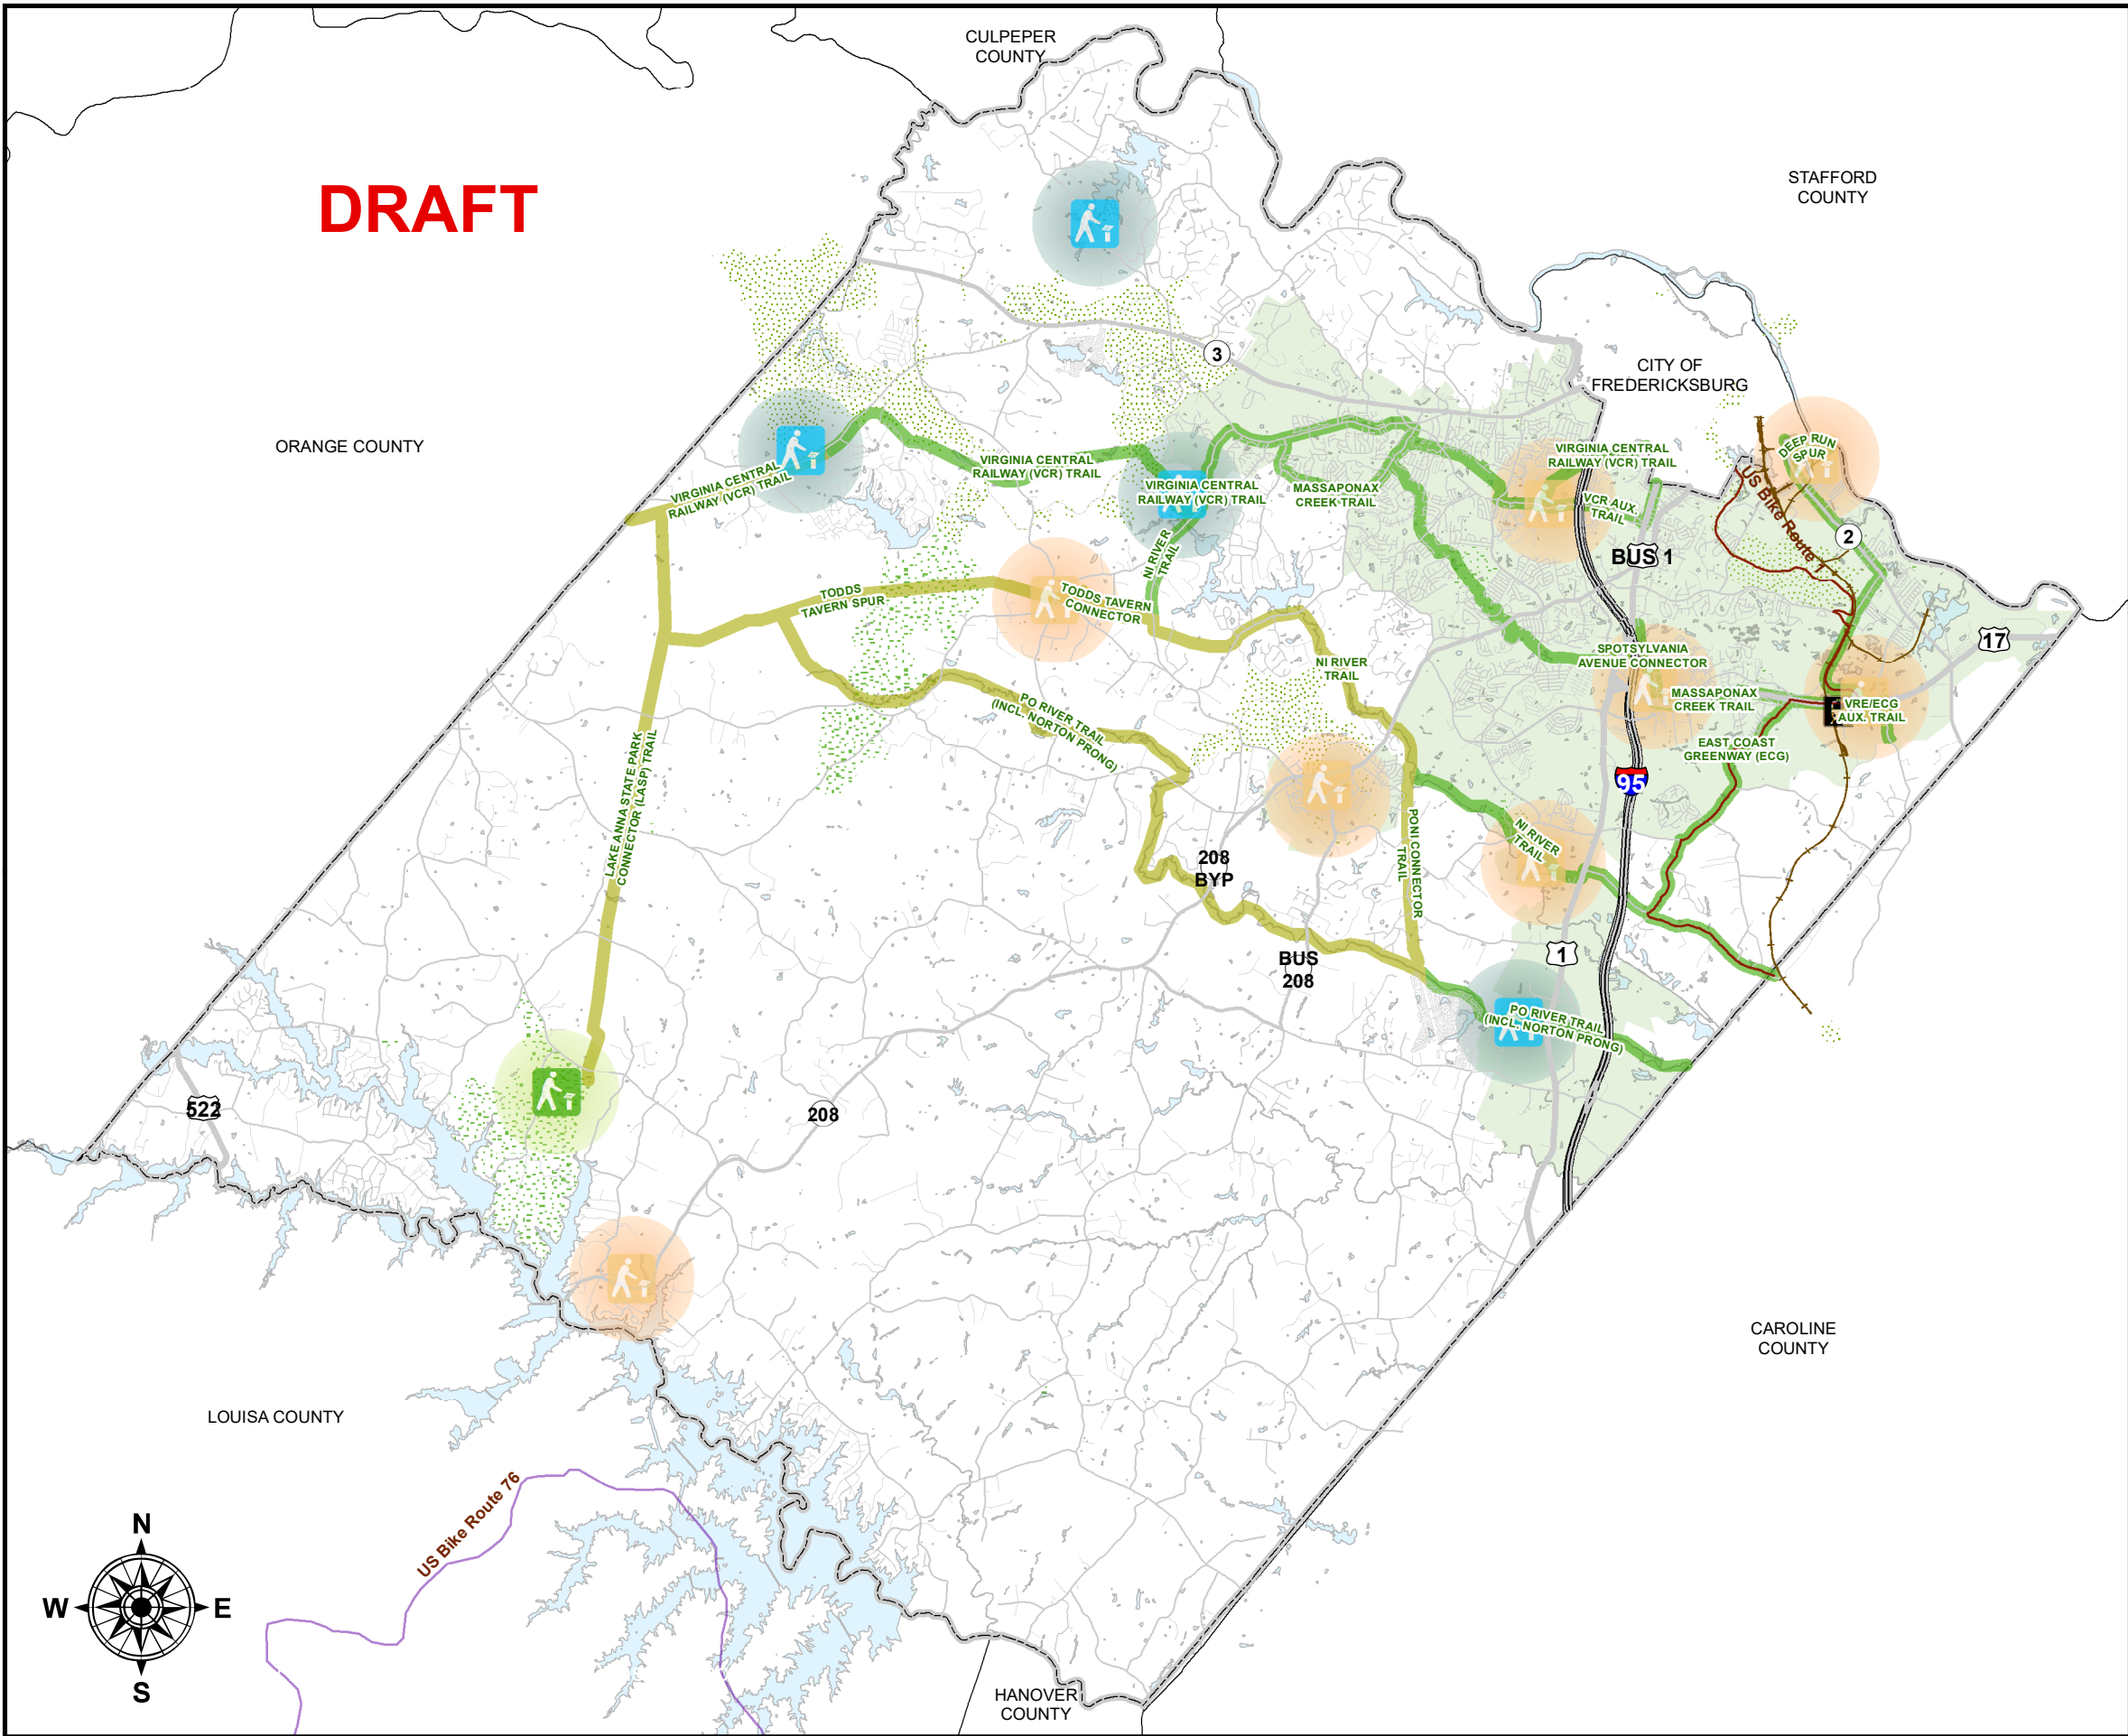 CULPEPER
COUNTY
DRAFT
STAFFORD
COUNTY
3
CITY OF
FREDERICKSBURG
ORANGE COUNTY
DEEP RUN
SPUR
VIRGINIA CENTRAL
RAILWAY (VCR) TRAIL
VIRGINIA CENTRAL
RAILWAY (VCR) TRAIL
VIRGINIA CENTRAL
RAILWAY (VCR) TRAIL
VIRGINIA CENTRAL
RAILWAY (VCR) TRAIL
MASSAPONAX
CREEK TRAIL
VCR AUX.
TRAIL
US Bike Route 1
2
BUS 1
NI RIVER
TRAIL
TODDS
TAVERN SPUR
TODDS TAVERN
CONNECTOR
17
SPOTSYLVANIA
AVENUE CONNECTOR
NI RIVER
TRAIL
MASSAPONAX
CREEK TRAIL
VRE/ECG
AUX. TRAIL
PO RIVER TRAIL
(INCL. NORTON PRONG)
EAST COAST
GREENWAY (ECG)
95
LAKE ANNA STATE PARK
CONNECTOR (LASP) TRAIL
PONI CONNECTOR
TRAIL
NI RIVER
TRAIL
208
BYP
1
BUS
208
PO RIVER TRAIL
(INCL. NORTON PRONG)
522
208
CAROLINE
COUNTY
LOUISA COUNTY
US Bike Route 76
N
W
E
S
HANOVER
COUNTY